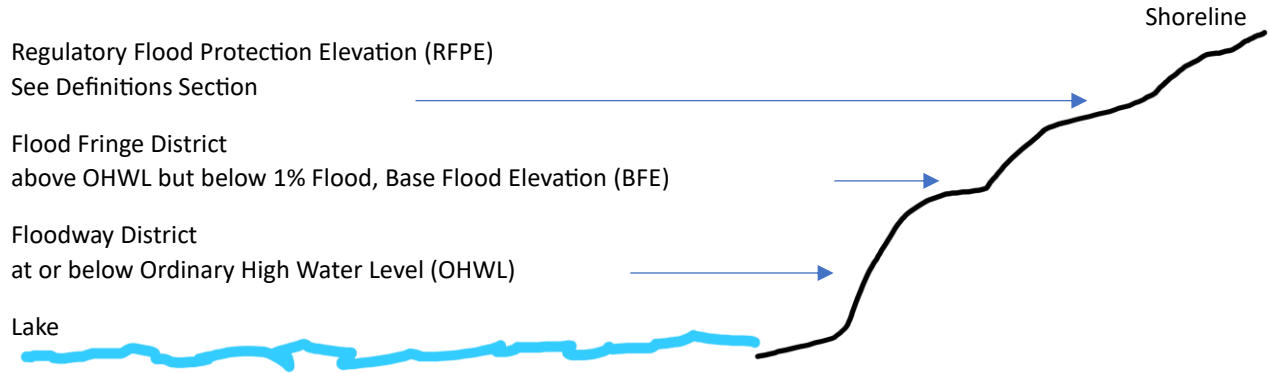 Shoreline
Regulatory Flood Protection Elevation (RFPE)
See Definitions Section
Flood Fringe District
above OHWL but below 1% Flood, Base Flood Elevation (BFE)
Floodway District
at or below Ordinary High Water Level (OHWL)
Lake